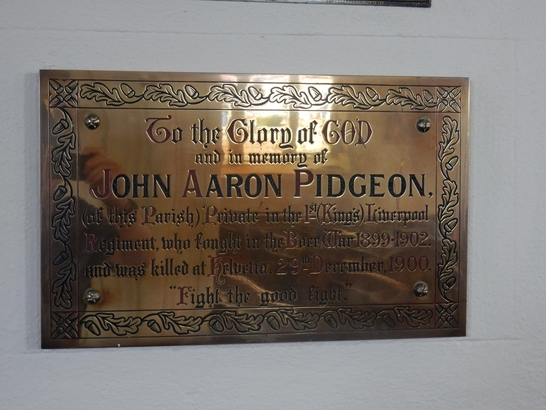 To the Glory of GOD
and in memory of
JOHN AARON PIDGEON,
(of this Parish) Private in the 1st (King's) Liverpool
Regiment, who fought in the Boer War 1899-1902.
and was killed at Helvetia, 29th December, 1900.
"Fight the good fight."